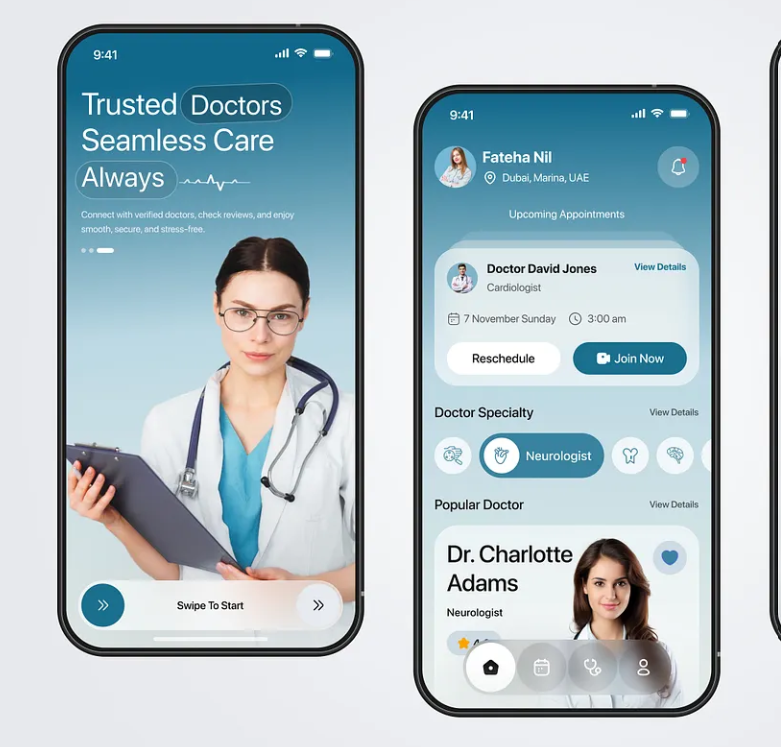 9:41
Trusted Doctors
Seamless Care
Always
Connect with verified doctors, check reviews, and enjoy
smooth, secure, and stress-free.
Swipe To Start
9:41
Fateha Nil
Dubai, Marina, UAE
Upcoming Appointments
Doctor David Jones
View Details
Cardiologist
7 November Sunday
3:00 am
Reschedule
Join Now
Doctor Specialty
View Details
Neurologist
Popular Doctor
View Details
Dr. Charlotte
Adams
Neurologist